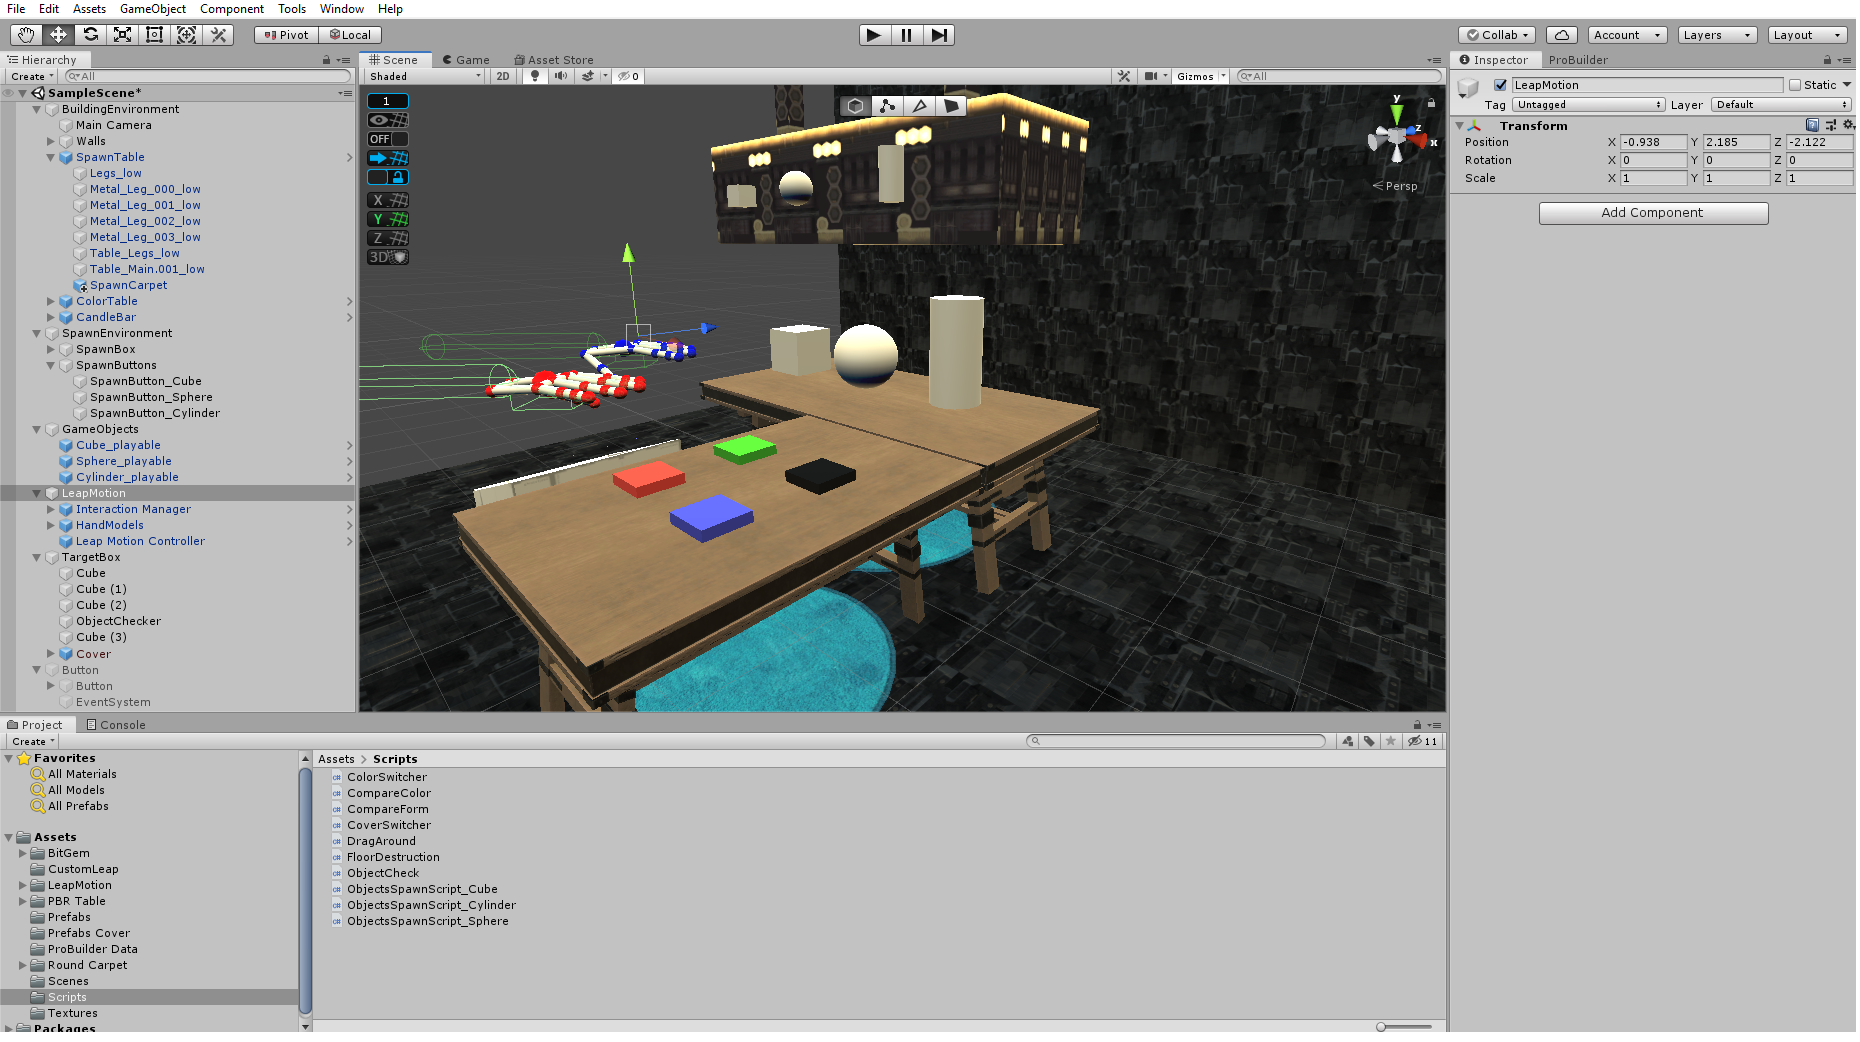 File Edit Assets GameObject Component Tools Window Help
Pivot Local Collab Account Layers Layout
Hierarchy
Create All
SampleScene*
BuildingEnvironment
Main Camera
Walls
SpawnTable
Legs_low
Metal_Leg_000_low
Metal_Leg_001_low
Metal_Leg_002_low
Metal_Leg_003_low
Table_Legs_low
Table_Main.001_low
SpawnCarpet
ColorTable
CandleBar
SpawnEnvironment
SpawnBox
SpawnButtons
SpawnButton_Cube
SpawnButton_Sphere
SpawnButton_Cylinder
GameObjects
Cube_playable
Sphere_playable
Cylinder_playable
LeapMotion
Interaction Manager
HandModels
Leap Motion Controller
TargetBox
Cube
Cube (1)
Cube (2)
ObjectChecker
Cube (3)
Cover
Button
Button
EventSystem
Scene Game Asset Store
Shaded 2D 0 Gizmos All
1
OFF
X
Y
Z
3D
y
z
x
Persp
Inspector ProBuilder
LeapMotion Static
Tag Untagged Layer Default
Transform
Position X -0.938 Y 2.185 Z -2.122
Rotation X 0 Y 0 Z 0
Scale X 1 Y 1 Z 1
Add Component
Project Console
Create 11
Favorites
All Materials
All Models
All Prefabs
Assets
BitGem
CustomLeap
LeapMotion
PBR Table
Prefabs
Prefabs Cover
ProBuilder Data
Round Carpet
Scenes
Scripts
Textures
Packages
Assets > Scripts
ColorSwitcher
CompareColor
CompareForm
CoverSwitcher
DragAround
FloorDestruction
ObjectCheck
ObjectsSpawnScript_Cube
ObjectsSpawnScript_Cylinder
ObjectsSpawnScript_Sphere